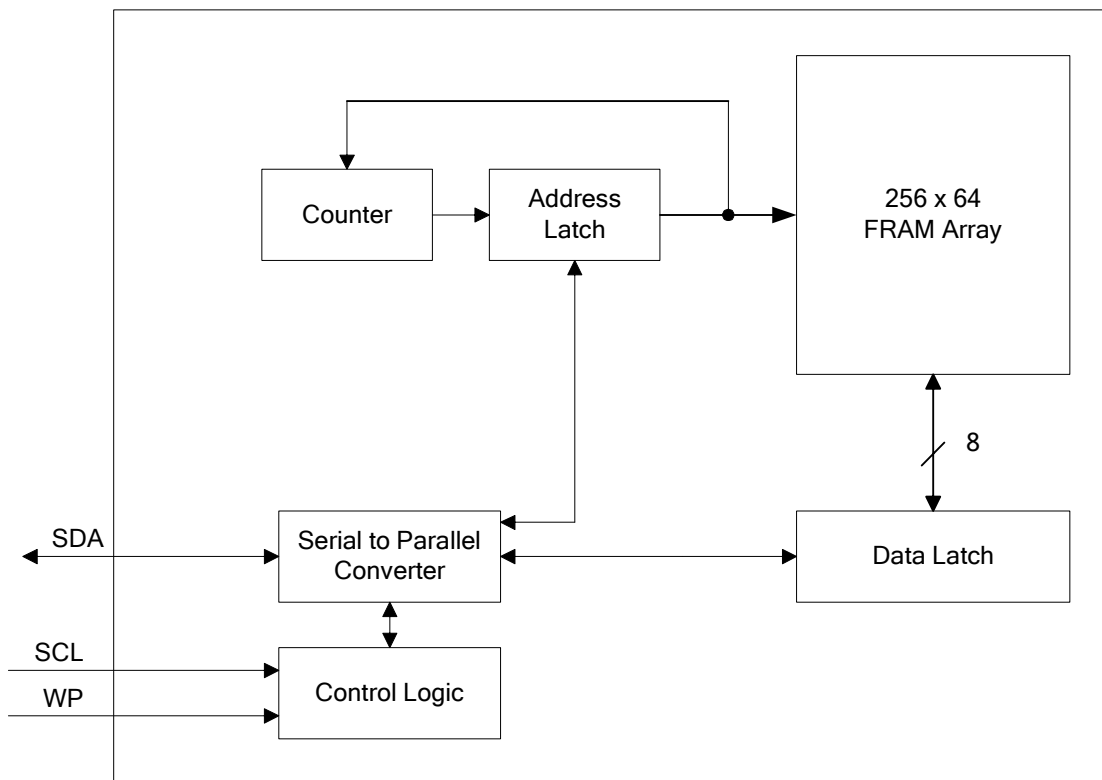 Counter
Address
Latch
256 x 64
FRAM Array
8
SDA
Serial to Parallel
Converter
Data Latch
SCL
WP
Control Logic